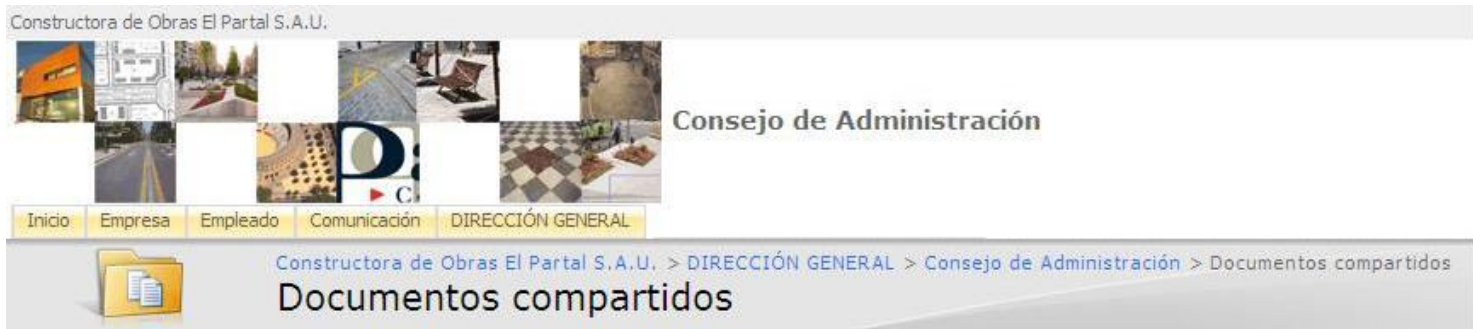 Constructora de Obras El Partal S.A.U.
Consejo de Administración
P
C
Inicio Empresa Empleado Comunicación DIRECCIÓN GENERAL
Constructora de Obras El Partal S.A.U. > DIRECCIÓN GENERAL > Consejo de Administración > Documentos compartidos
Documentos compartidos